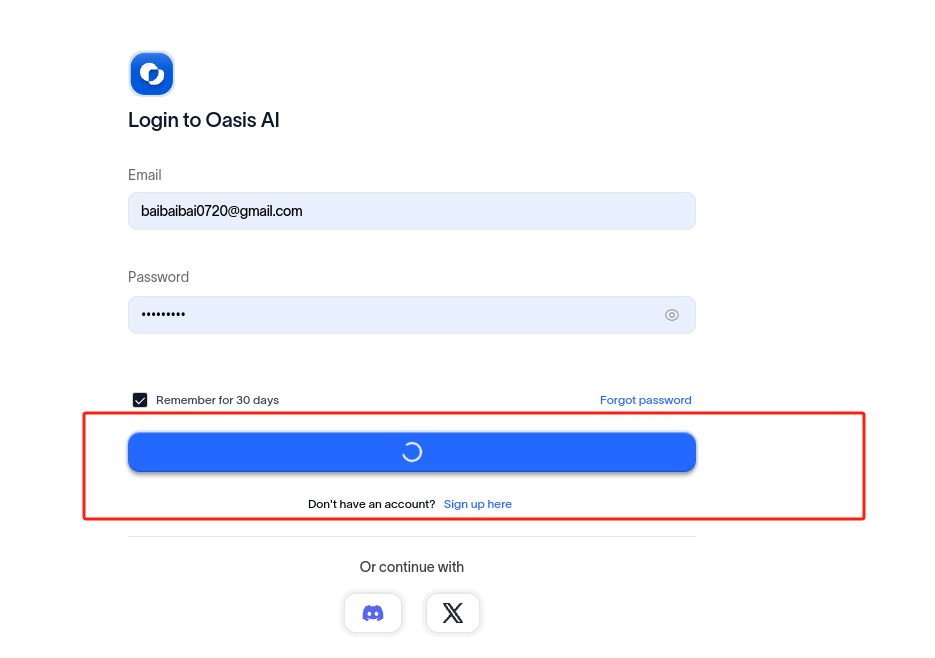 Login to Oasis AI
Email
baibaibai0720@gmail.com
Password
•••••••••
Remember for 30 days Forgot password
Don't have an account? Sign up here
Or continue with